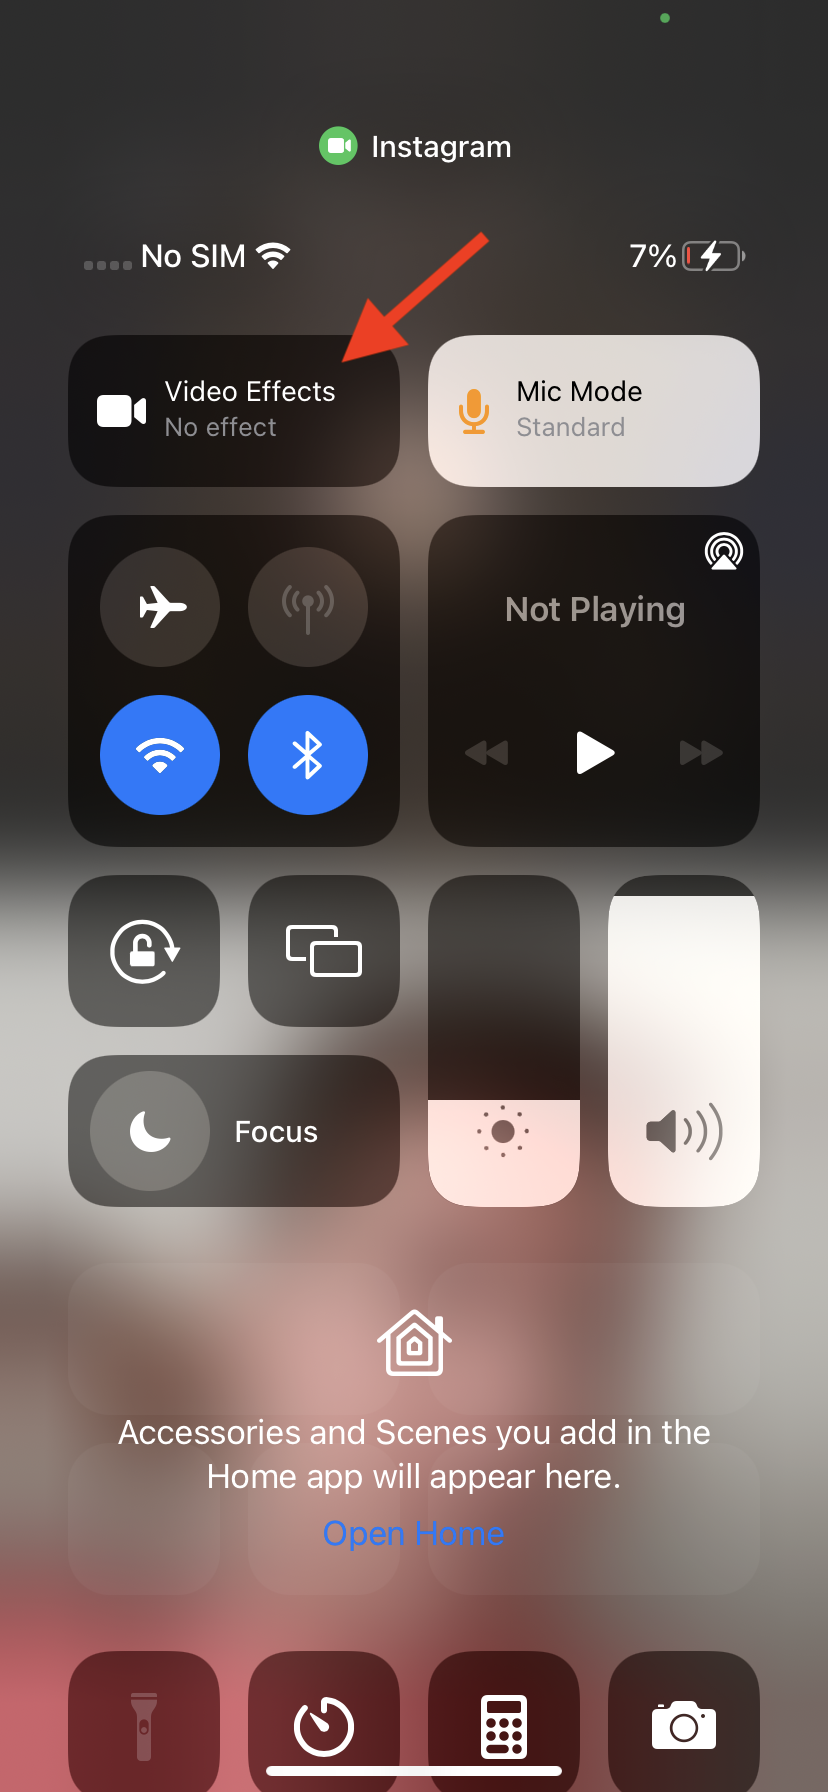 Instagram
No SIM 7%
Video Effects
No effect
Mic Mode
Standard
Not Playing
Focus
Accessories and Scenes you add in the
Home app will appear here.
Open Home